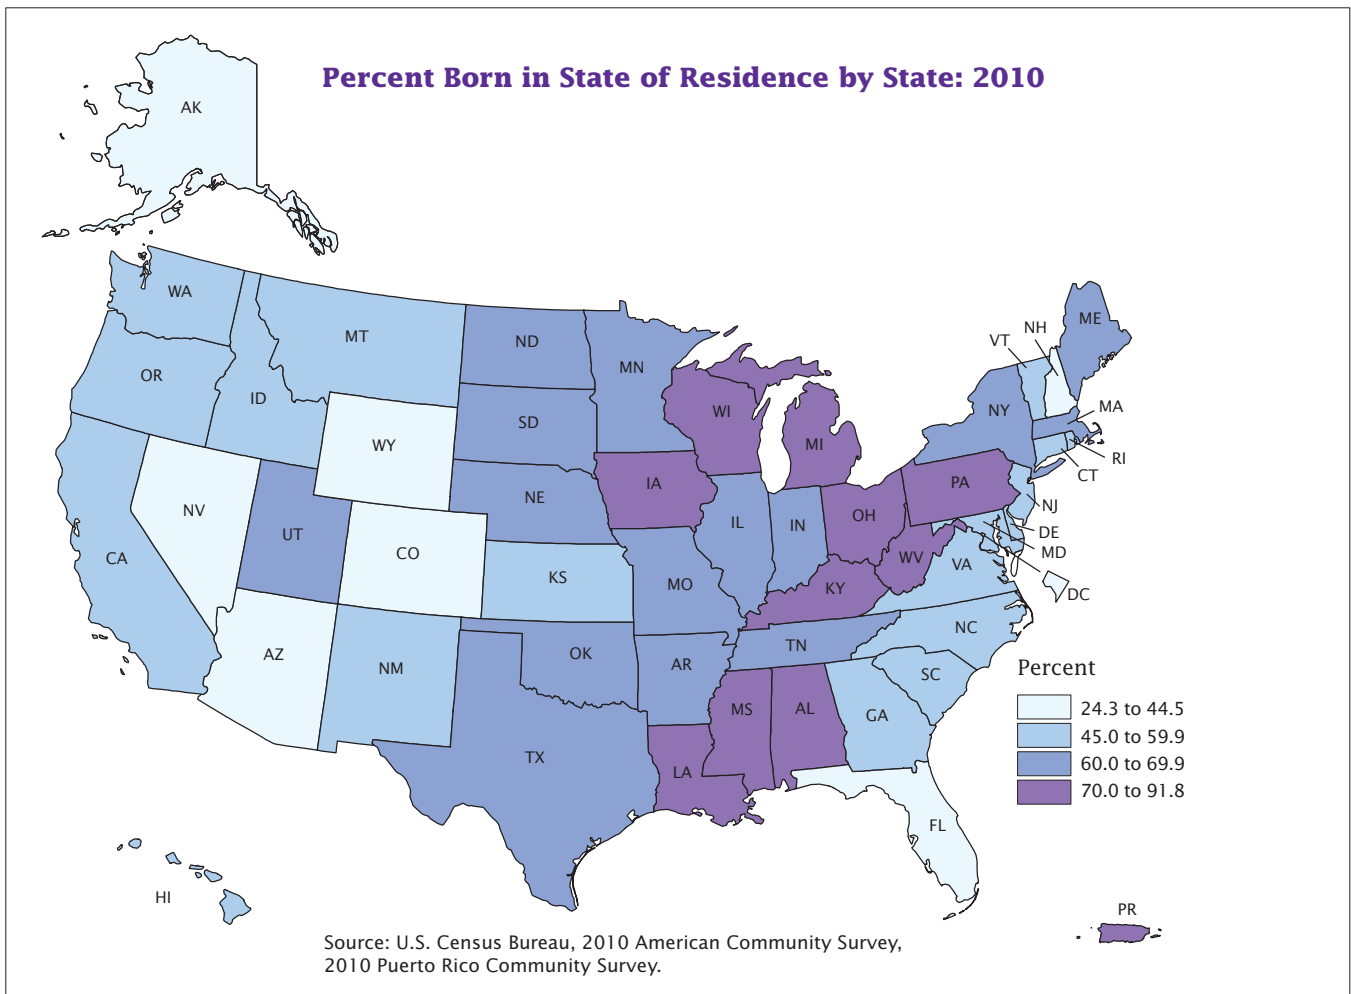 Percent Born in State of Residence by State: 2010
AK
WA
MT
ND
MN
ME
NH
VT
OR
ID
SD
WI
NY
MA
WY
MI
RI
CT
IA
PA
NE
NV
NJ
OH
IL
IN
UT
DE
CO
MD
WV
CA
VA
KS
MO
KY
DC
NC
TN
AZ
OK
AR
NM
SC
MS
AL
GA
TX
LA
FL
HI
PR
Percent
24.3 to 44.5
45.0 to 59.9
60.0 to 69.9
70.0 to 91.8
Source: U.S. Census Bureau, 2010 American Community Survey,
2010 Puerto Rico Community Survey.